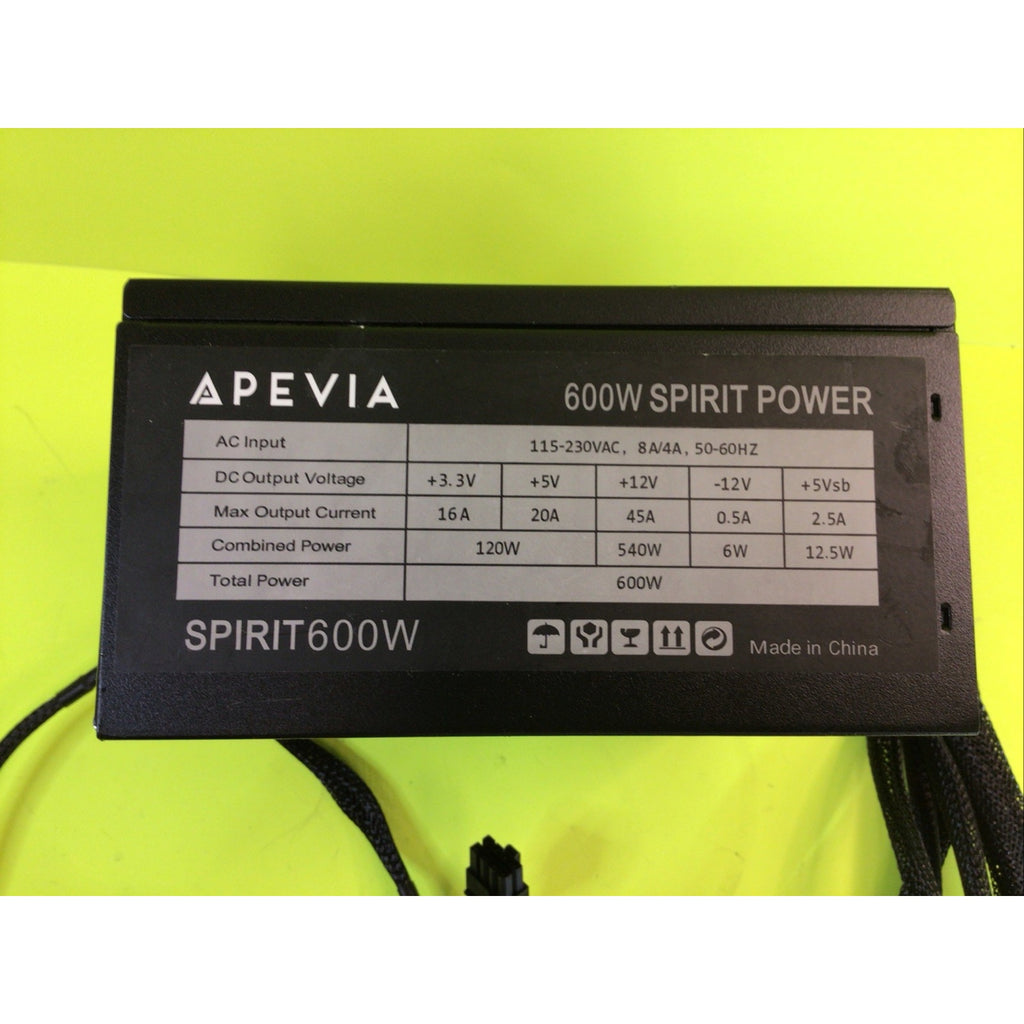 APEVIA 600W SPIRIT POWER
AC Input 115-230VAC, 8A/4A, 50-60HZ
DC Output Voltage +3.3V +5V +12V -12V +5Vsb
Max Output Current 16A 20A 45A 0.5A 2.5A
Combined Power 120W 540W 6W 12.5W
Total Power 600W
SPIRIT600W Made in China